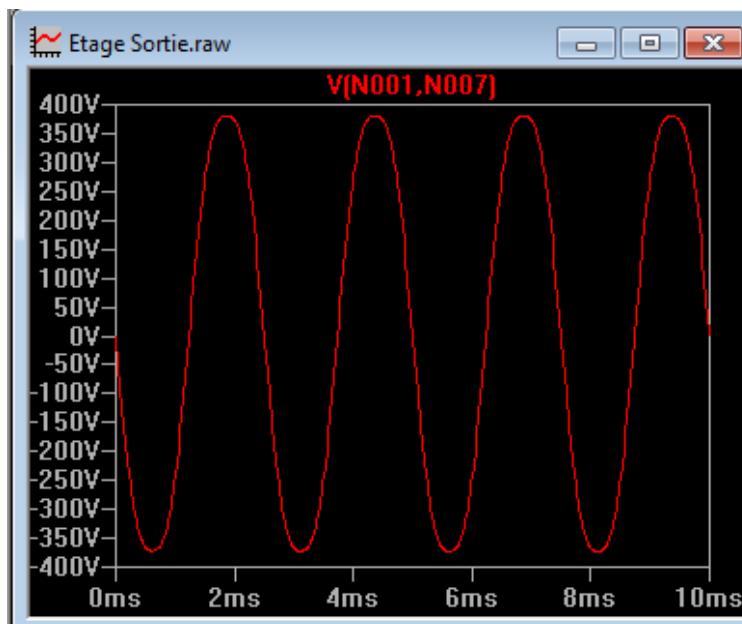 Etage Sortie.raw
V(N001,N007)
400V
350V
300V
250V
200V
150V
100V
50V
0V
-50V
-100V
-150V
-200V
-250V
-300V
-350V
-400V
0ms 2ms 4ms 6ms 8ms 10ms